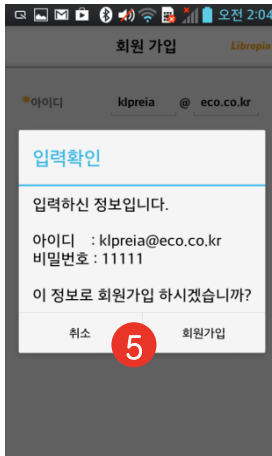 오전 2:04
회원 가입 Libropia
*아이디 klpreia @ eco.co.kr
입력확인
입력하신 정보입니다.
아이디 : klpreia@eco.co.kr
비밀번호 : 11111
이 정보로 회원가입 하시겠습니까?
취소 5 회원가입